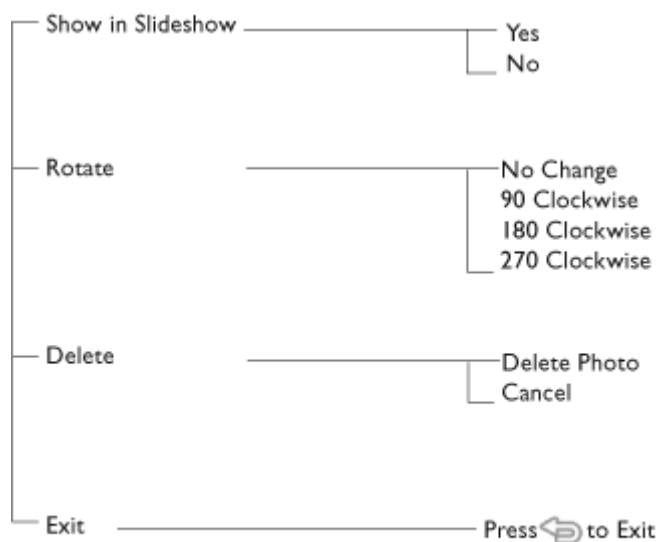 Show in Slideshow
Yes
No
Rotate
No Change
90 Clockwise
180 Clockwise
270 Clockwise
Delete
Delete Photo
Cancel
Exit
Press to Exit